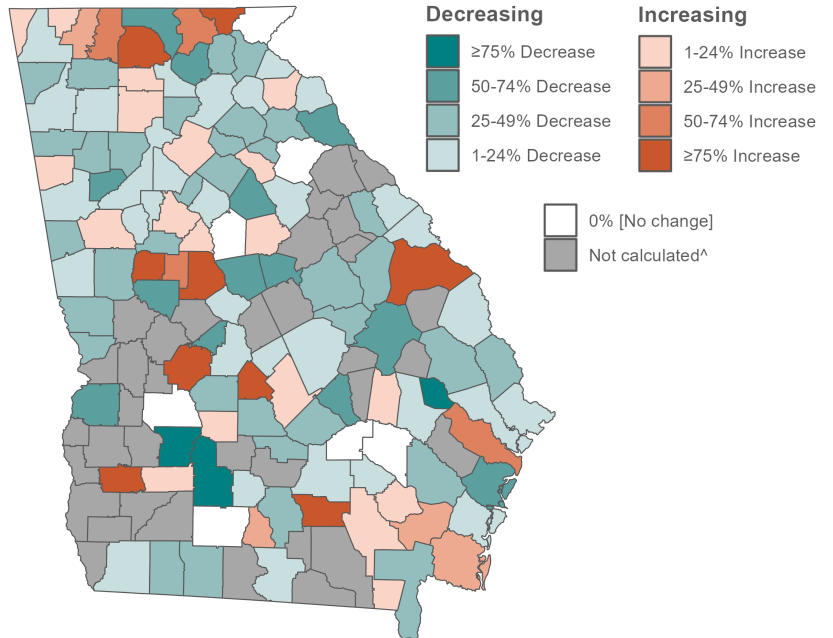 Decreasing
≥75% Decrease
50-74% Decrease
25-49% Decrease
1-24% Decrease
Increasing
1-24% Increase
25-49% Increase
50-74% Increase
≥75% Increase
0% [No change]
Not calculated^